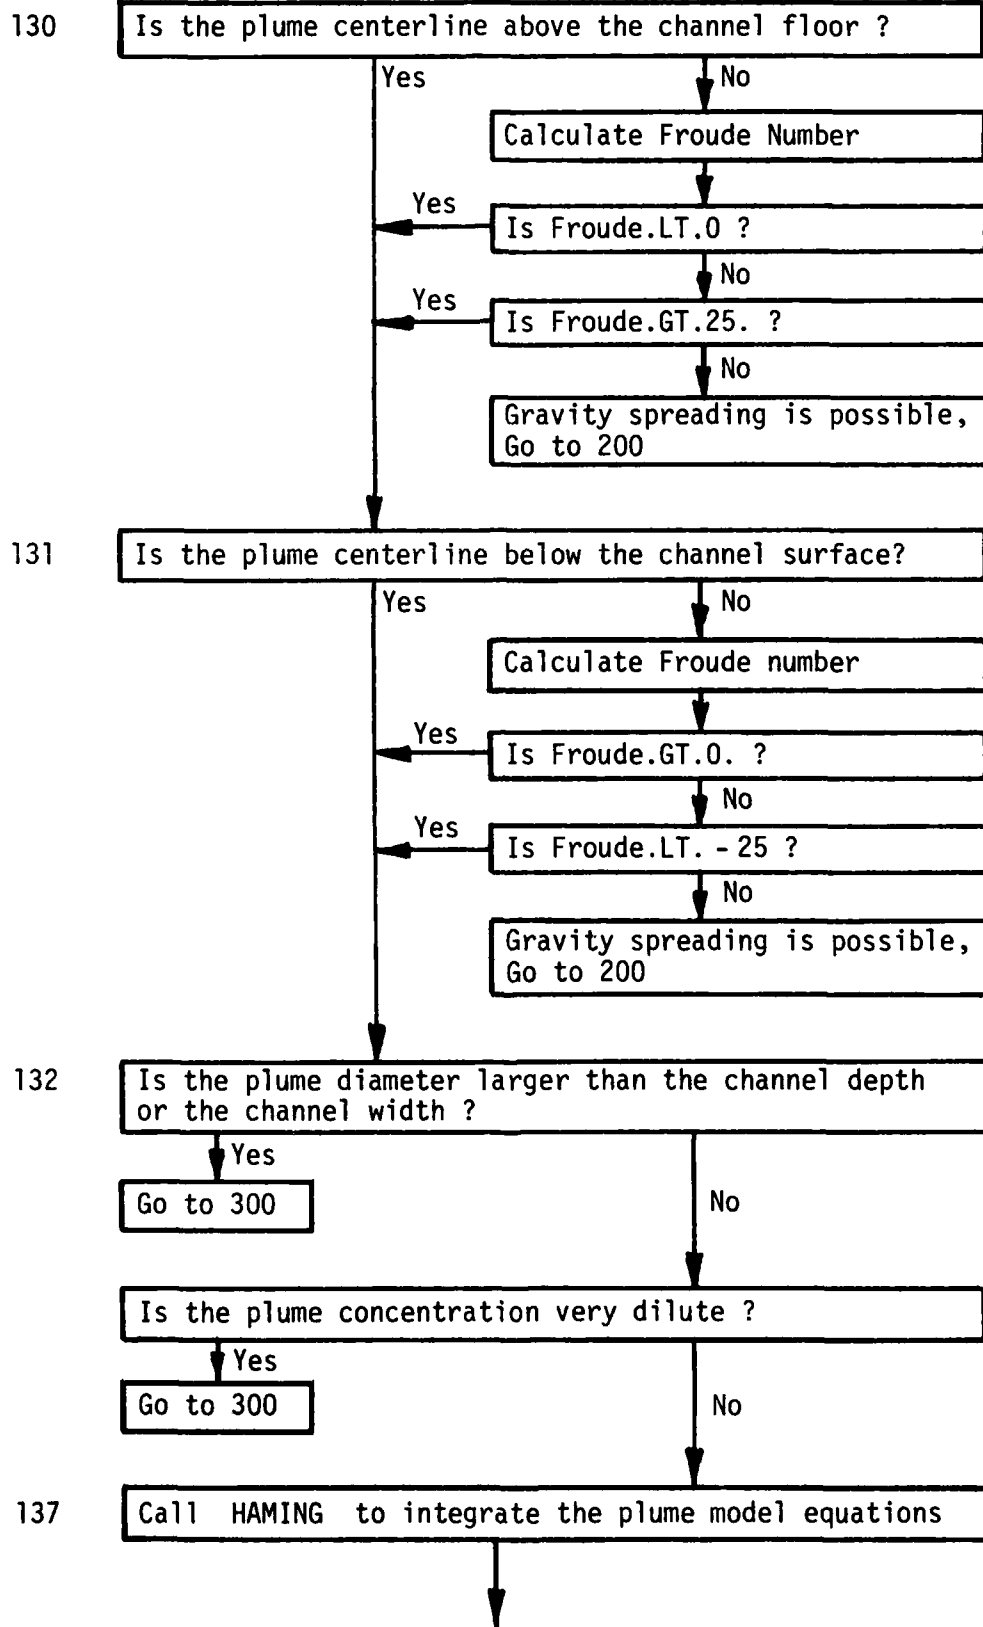 130
Is the plume centerline above the channel floor ?
Yes
No
Calculate Froude Number
Yes
Is Froude.LT.0 ?
No
Yes
Is Froude.GT.25. ?
No
Gravity spreading is possible,
Go to 200
131
Is the plume centerline below the channel surface?
Yes
No
Calculate Froude number
Yes
Is Froude.GT.0. ?
No
Yes
Is Froude.LT. - 25 ?
No
Gravity spreading is possible,
Go to 200
132
Is the plume diameter larger than the channel depth
or the channel width ?
Yes
Go to 300
No
Is the plume concentration very dilute ?
Yes
Go to 300
No
137
Call HAMING to integrate the plume model equations